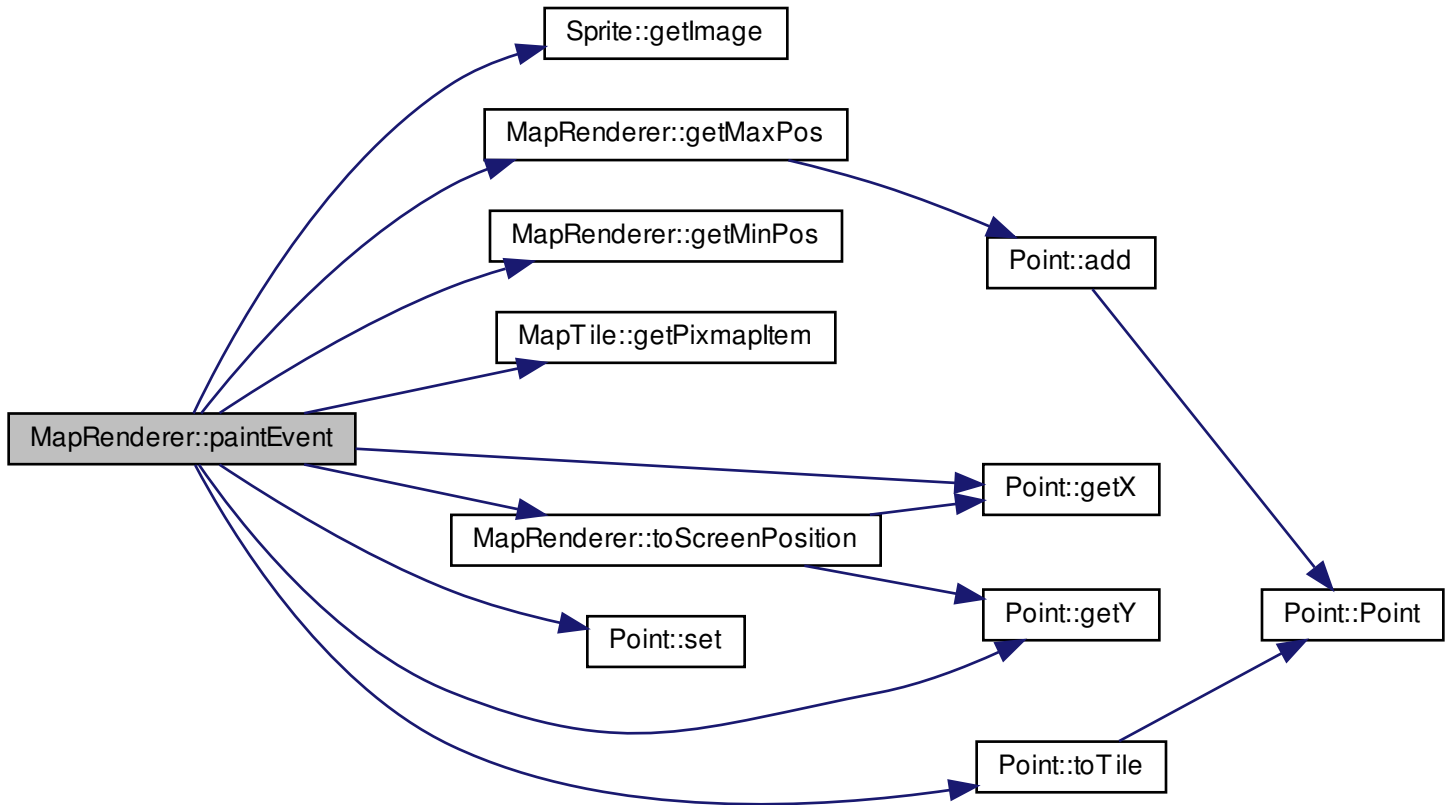 Sprite::getImage
MapRenderer::getMaxPos
MapRenderer::getMinPos
Point::add
MapTile::getPixmapItem
MapRenderer::paintEvent
Point::getX
MapRenderer::toScreenPosition
Point::getY
Point::Point
Point::set
Point::toTile